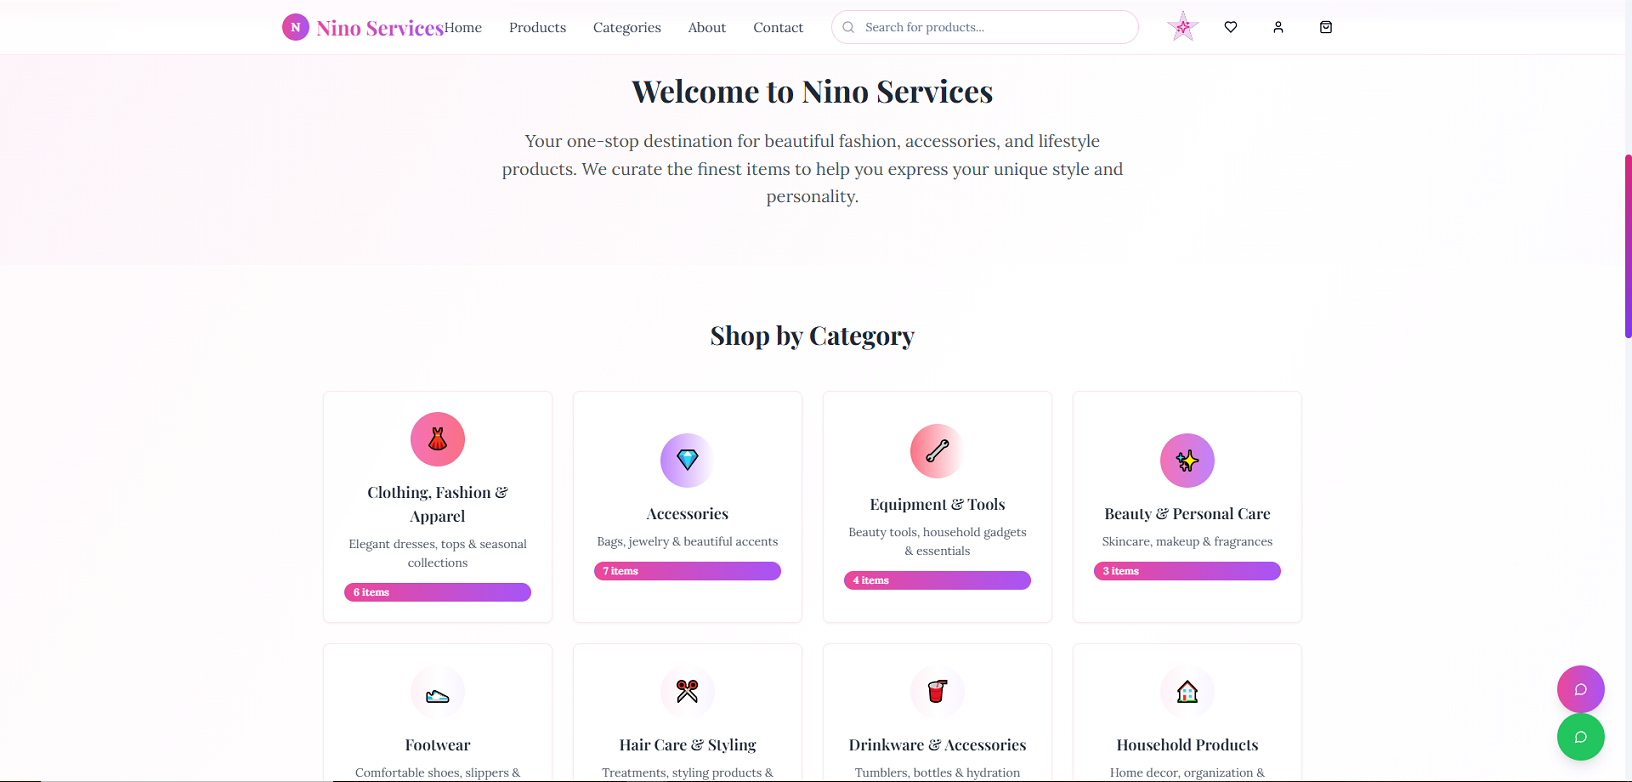 N Nino Services Home Products Categories About Contact Search for products...
Welcome to Nino Services
Your one-stop destination for beautiful fashion, accessories, and lifestyle
products. We curate the finest items to help you express your unique style and
personality.
Shop by Category
Clothing, Fashion &
Apparel
Elegant dresses, tops & seasonal
collections
6 items
Accessories
Bags, jewelry & beautiful accents
7 items
Equipment & Tools
Beauty tools, household gadgets
& essentials
4 items
Beauty & Personal Care
Skincare, makeup & fragrances
3 items
Footwear
Comfortable shoes, slippers &
Hair Care & Styling
Treatments, styling products &
Drinkware & Accessories
Tumblers, bottles & hydration
Household Products
Home decor, organization &